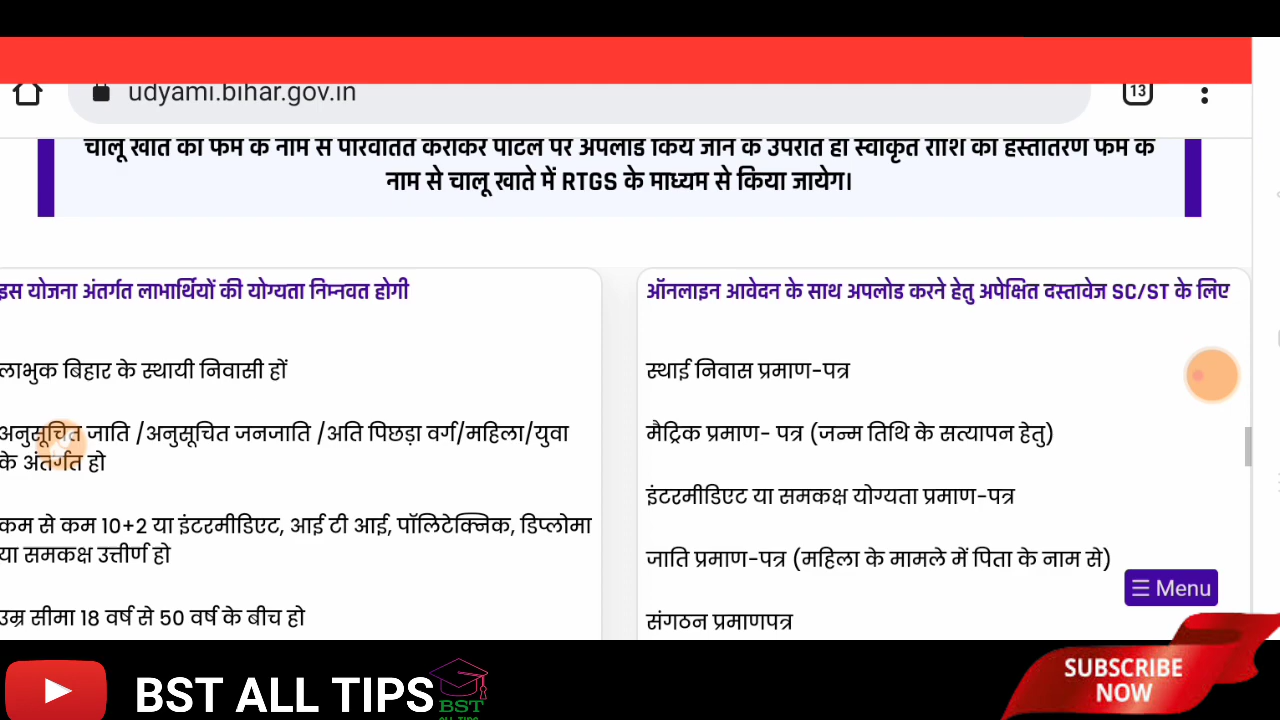 udyami.bihar.gov.in
13
चालू खाते को फर्म के नाम से परिवर्तित कराकर पोर्टल पर अपलोड किये जाने के उपरांत ही स्वीकृत राशि का हस्तांतरण फर्म के
नाम से चालू खाते में RTGS के माध्यम से किया जायेग।
इस योजना अंतर्गत लाभार्थियों की योग्यता निम्नवत होगी
लाभुक बिहार के स्थायी निवासी हों
अनुसूचित जाति /अनुसूचित जनजाति /अति पिछड़ा वर्ग/महिला/युवा
के अंतर्गत हो
कम से कम 10+2 या इंटरमीडिएट, आई टी आई, पॉलिटेक्निक, डिप्लोमा
या समकक्ष उत्तीर्ण हो
उम्र सीमा 18 वर्ष से 50 वर्ष के बीच हो
ऑनलाइन आवेदन के साथ अपलोड करने हेतु अपेक्षित दस्तावेज SC/ST के लिए
स्थाई निवास प्रमाण-पत्र
मैट्रिक प्रमाण- पत्र (जन्म तिथि के सत्यापन हेतु)
इंटरमीडिएट या समकक्ष योग्यता प्रमाण-पत्र
जाति प्रमाण-पत्र (महिला के मामले में पिता के नाम से)
संगठन प्रमाणपत्र
☰ Menu
BST ALL TIPS
BST
ALL TIPS
SUBSCRIBE
NOW